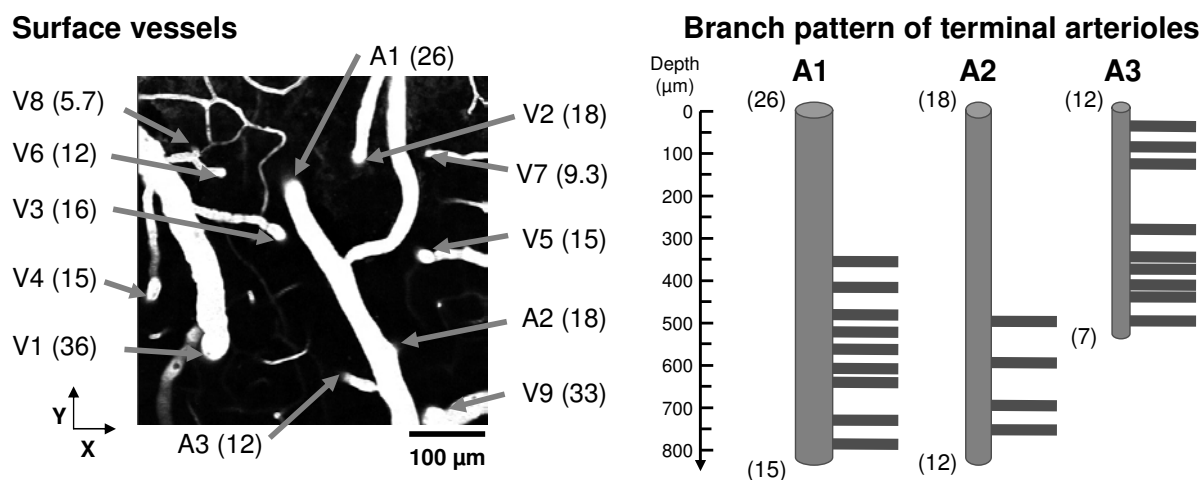 Surface vessels
A1 (26)
V8 (5.7)
V6 (12)
V3 (16)
V4 (15)
V1 (36)
V2 (18)
V7 (9.3)
V5 (15)
A2 (18)
V9 (33)
A3 (12)
Y
X
100 µm
Branch pattern of terminal arterioles
Depth
(µm)
A1
A2
A3
(26)
(18)
(12)
0
100
200
300
400
500
600
700
800
(7)
(15)
(12)